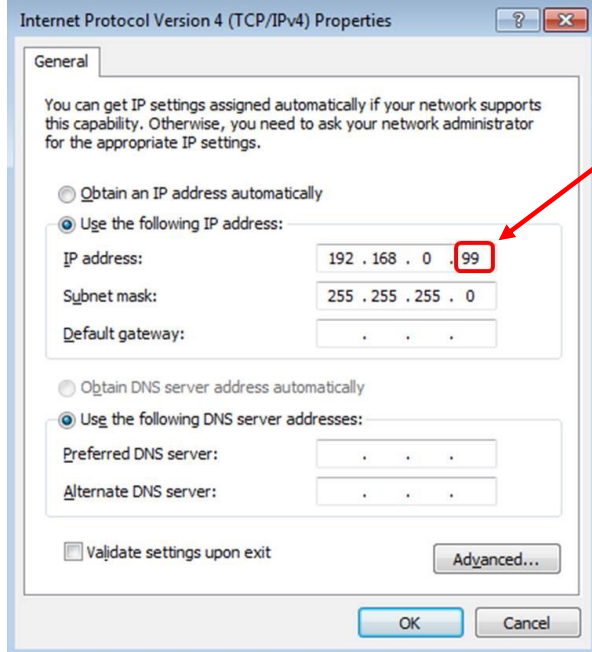 Internet Protocol Version 4 (TCP/IPv4) Properties
General
You can get IP settings assigned automatically if your network supports
this capability. Otherwise, you need to ask your network administrator
for the appropriate IP settings.
Obtain an IP address automatically
Use the following IP address:
IP address: 192 . 168 . 0 . 99
Subnet mask: 255 . 255 . 255 . 0
Default gateway: . . .
Obtain DNS server address automatically
Use the following DNS server addresses:
Preferred DNS server: . . .
Alternate DNS server: . . .
Validate settings upon exit
Advanced...
OK Cancel